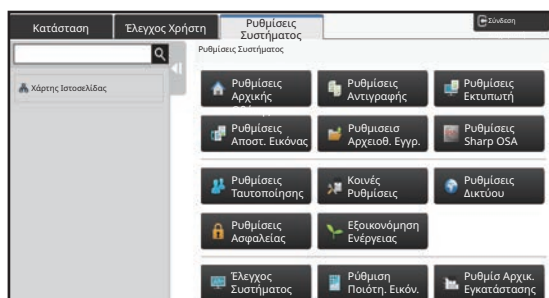 Κατάσταση
Έλεγχος Χρήστη
Ρυθμίσεις
Συστήματος
Σύνδεση
Ρυθμίσεις Συστήματος
Χάρτης Ιστοσελίδας
Ρυθμίσεις
Αρχικής
Ρυθμίσεις
Αντιγραφής
Ρυθμίσεις
Εκτυπωτή
Ρυθμίσεις
Αποστ. Εικόνας
Ρυθμισεισ
Αρχειοθ. Εγγρ.
Ρυθμίσεις
Sharp OSA
Ρυθμίσεις
Ταυτοποίησης
Κοινές
Ρυθμίσεις
Ρυθμίσεις
Δικτύου
Ρυθμίσεις
Ασφαλείας
Εξοικονόμηση
Ενέργειας
Έλεγχος
Συστήματος
Ρύθμιση
Ποιότη. Εικόν.
Ρυθμίσ Αρχικ.
Εγκατάστασης